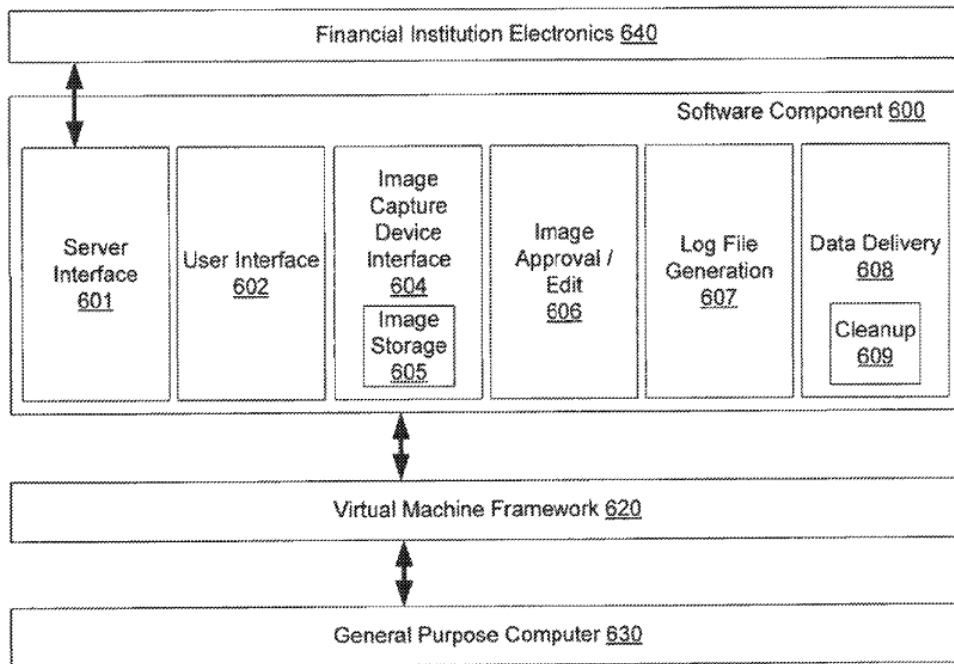 Financial Institution Electronics 640
Software Component 600
Server
Interface
601
User Interface
602
Image
Capture
Device
Interface
604
Image
Storage
605
Image
Approval /
Edit
606
Log File
Generation
607
Data Delivery
608
Cleanup
609
Virtual Machine Framework 620
General Purpose Computer 630